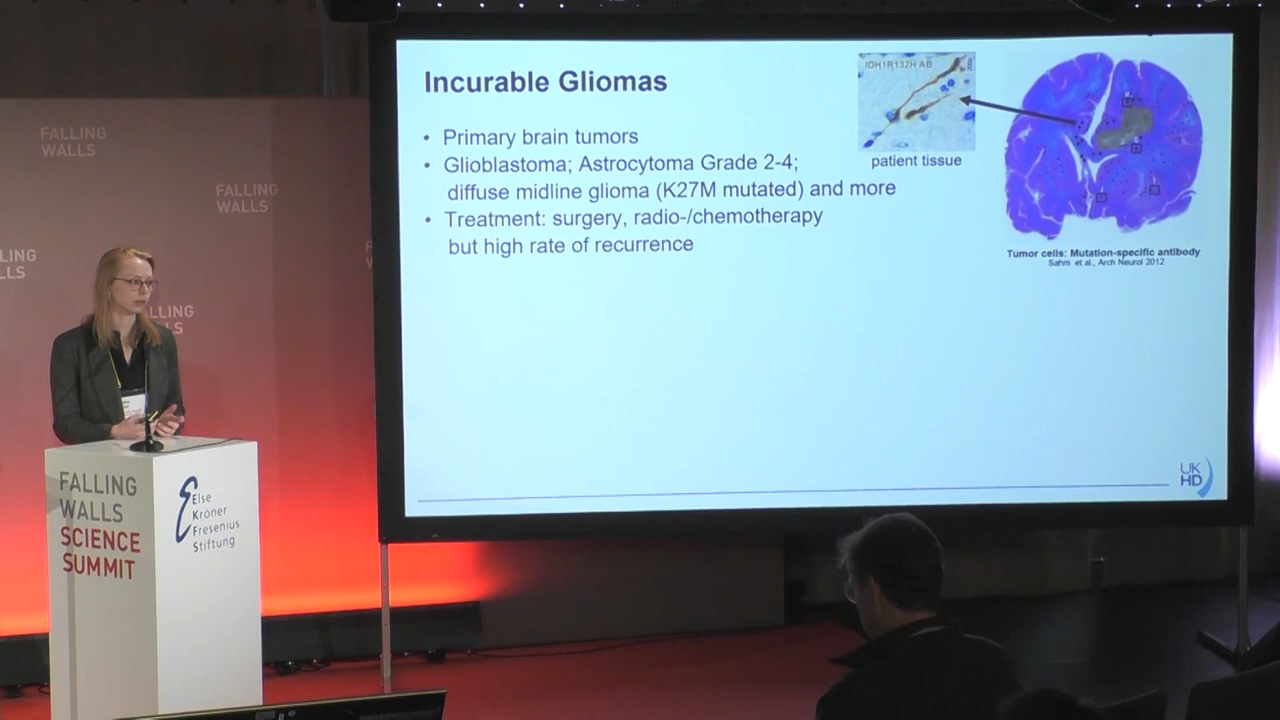 Incurable Gliomas
• Primary brain tumors
• Glioblastoma; Astrocytoma Grade 2-4;
diffuse midline glioma (K27M mutated) and more
• Treatment: surgery, radio-/chemotherapy
but high rate of recurrence
IDH1R132H AB
patient tissue
Tumor cells: Mutation-specific antibody
Sahm et al., Arch Neurol 2012
UK
HD
FALLING
WALLS
FALLING
WALLS
LING
LLS
LLING
LS
FALLING
WALLS
SCIENCE
SUMMIT
Else
Kröner
Fresenius
Stiftung